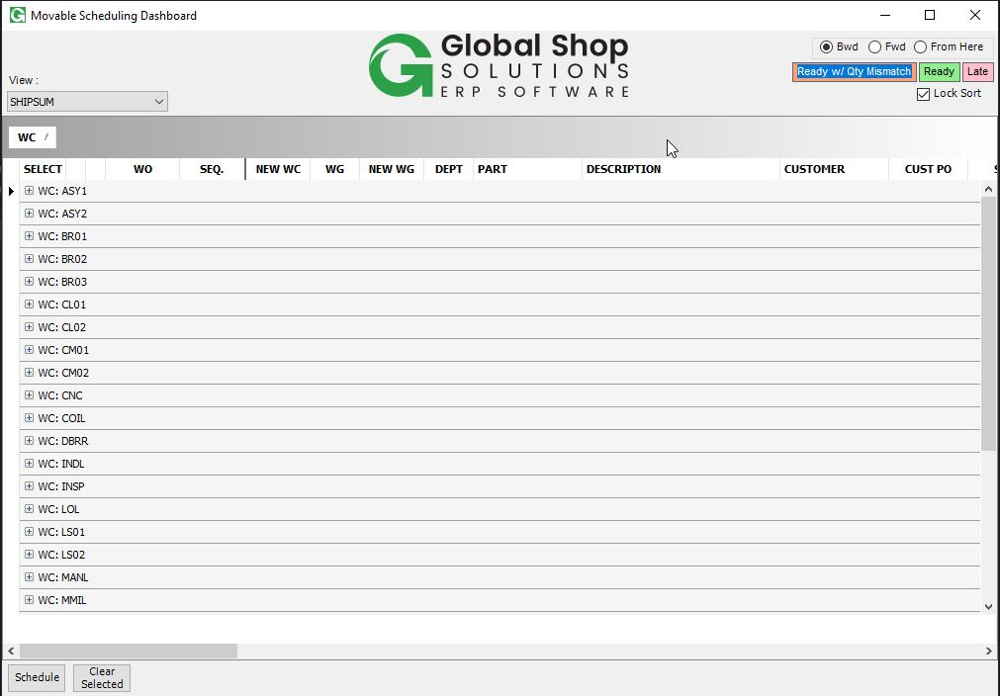 Movable Scheduling Dashboard
Global Shop
SOLUTIONS
ERP SOFTWARE
Bwd Fwd From Here
Ready w/ Qty Mismatch Ready Late
Lock Sort
View :
SHIPSUM
WC
SELECT WO SEQ. NEW WC WG NEW WG DEPT PART DESCRIPTION CUSTOMER CUST PO S
WC: ASY1
WC: ASY2
WC: BR01
WC: BR02
WC: BR03
WC: CL01
WC: CL02
WC: CM01
WC: CM02
WC: CNC
WC: COIL
WC: DBRR
WC: INDL
WC: INSP
WC: LOL
WC: LS01
WC: LS02
WC: MANL
WC: MMIL
Schedule
Clear
Selected